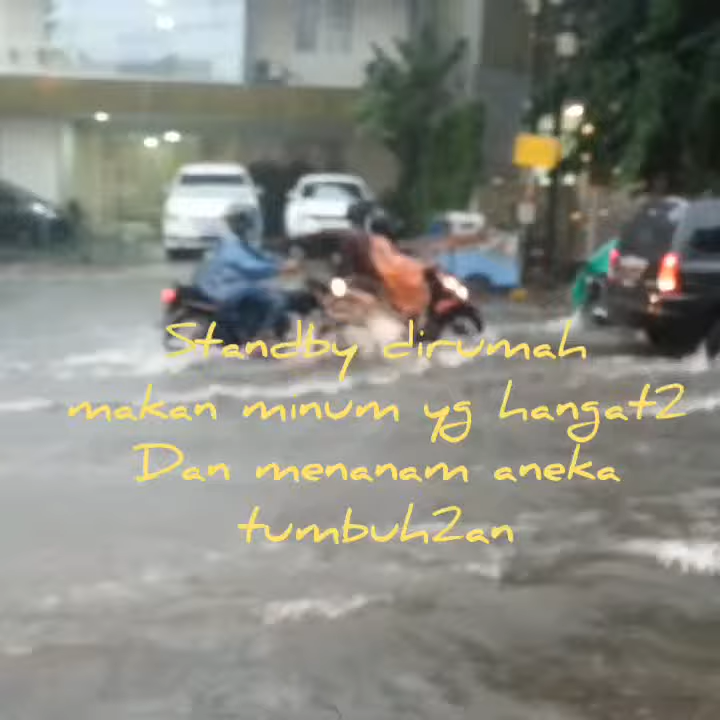 Standby dirumah
makan minum yg hangat2
Dan menanam aneka
tumbuh2an